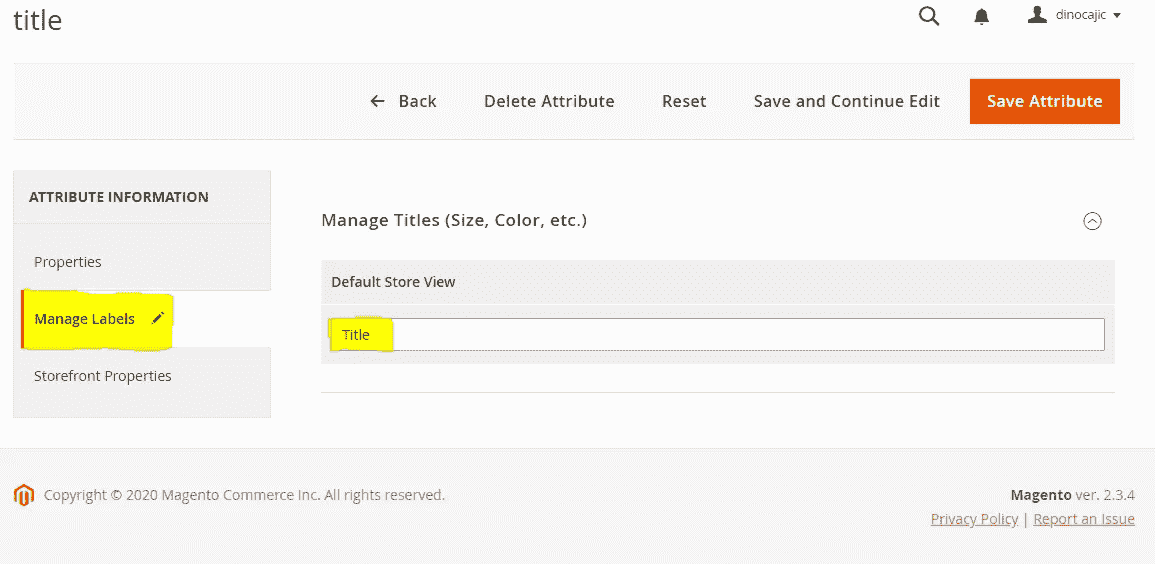 title
dinocajic
Back Delete Attribute Reset Save and Continue Edit Save Attribute
ATTRIBUTE INFORMATION
Properties
Manage Labels
Storefront Properties
Manage Titles (Size, Color, etc.)
Default Store View
Title
Copyright © 2020 Magento Commerce Inc. All rights reserved.
Magento ver. 2.3.4
Privacy Policy | Report an Issue